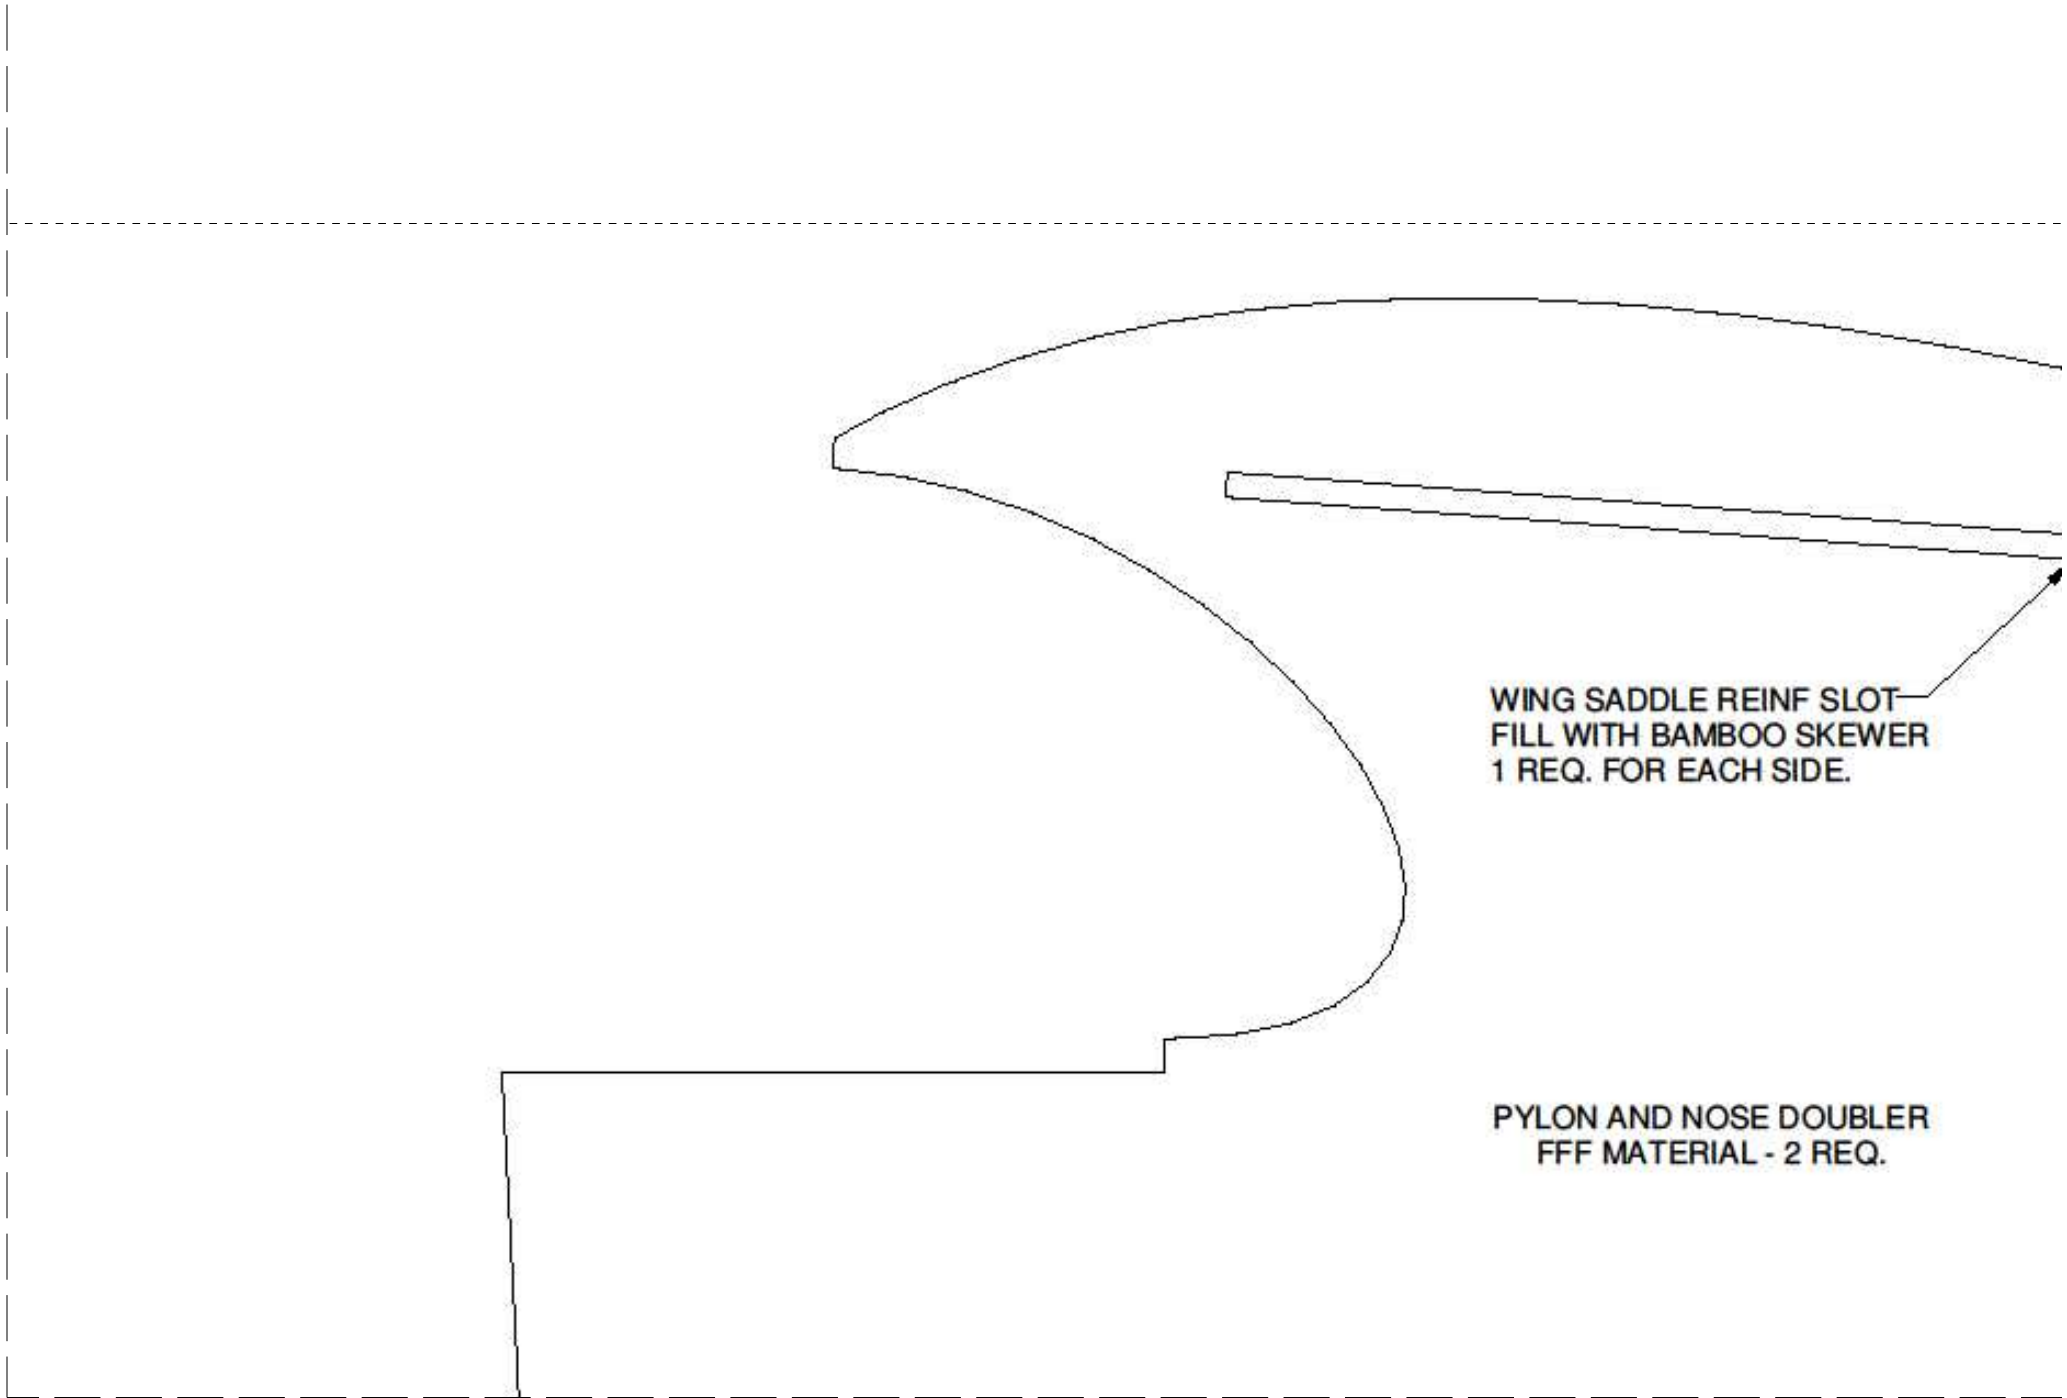 WING SADDLE REINF SLOT
FILL WITH BAMBOO SKEWER
1 REQ. FOR EACH SIDE.
PYLON AND NOSE DOUBLER
FFF MATERIAL - 2 REQ.